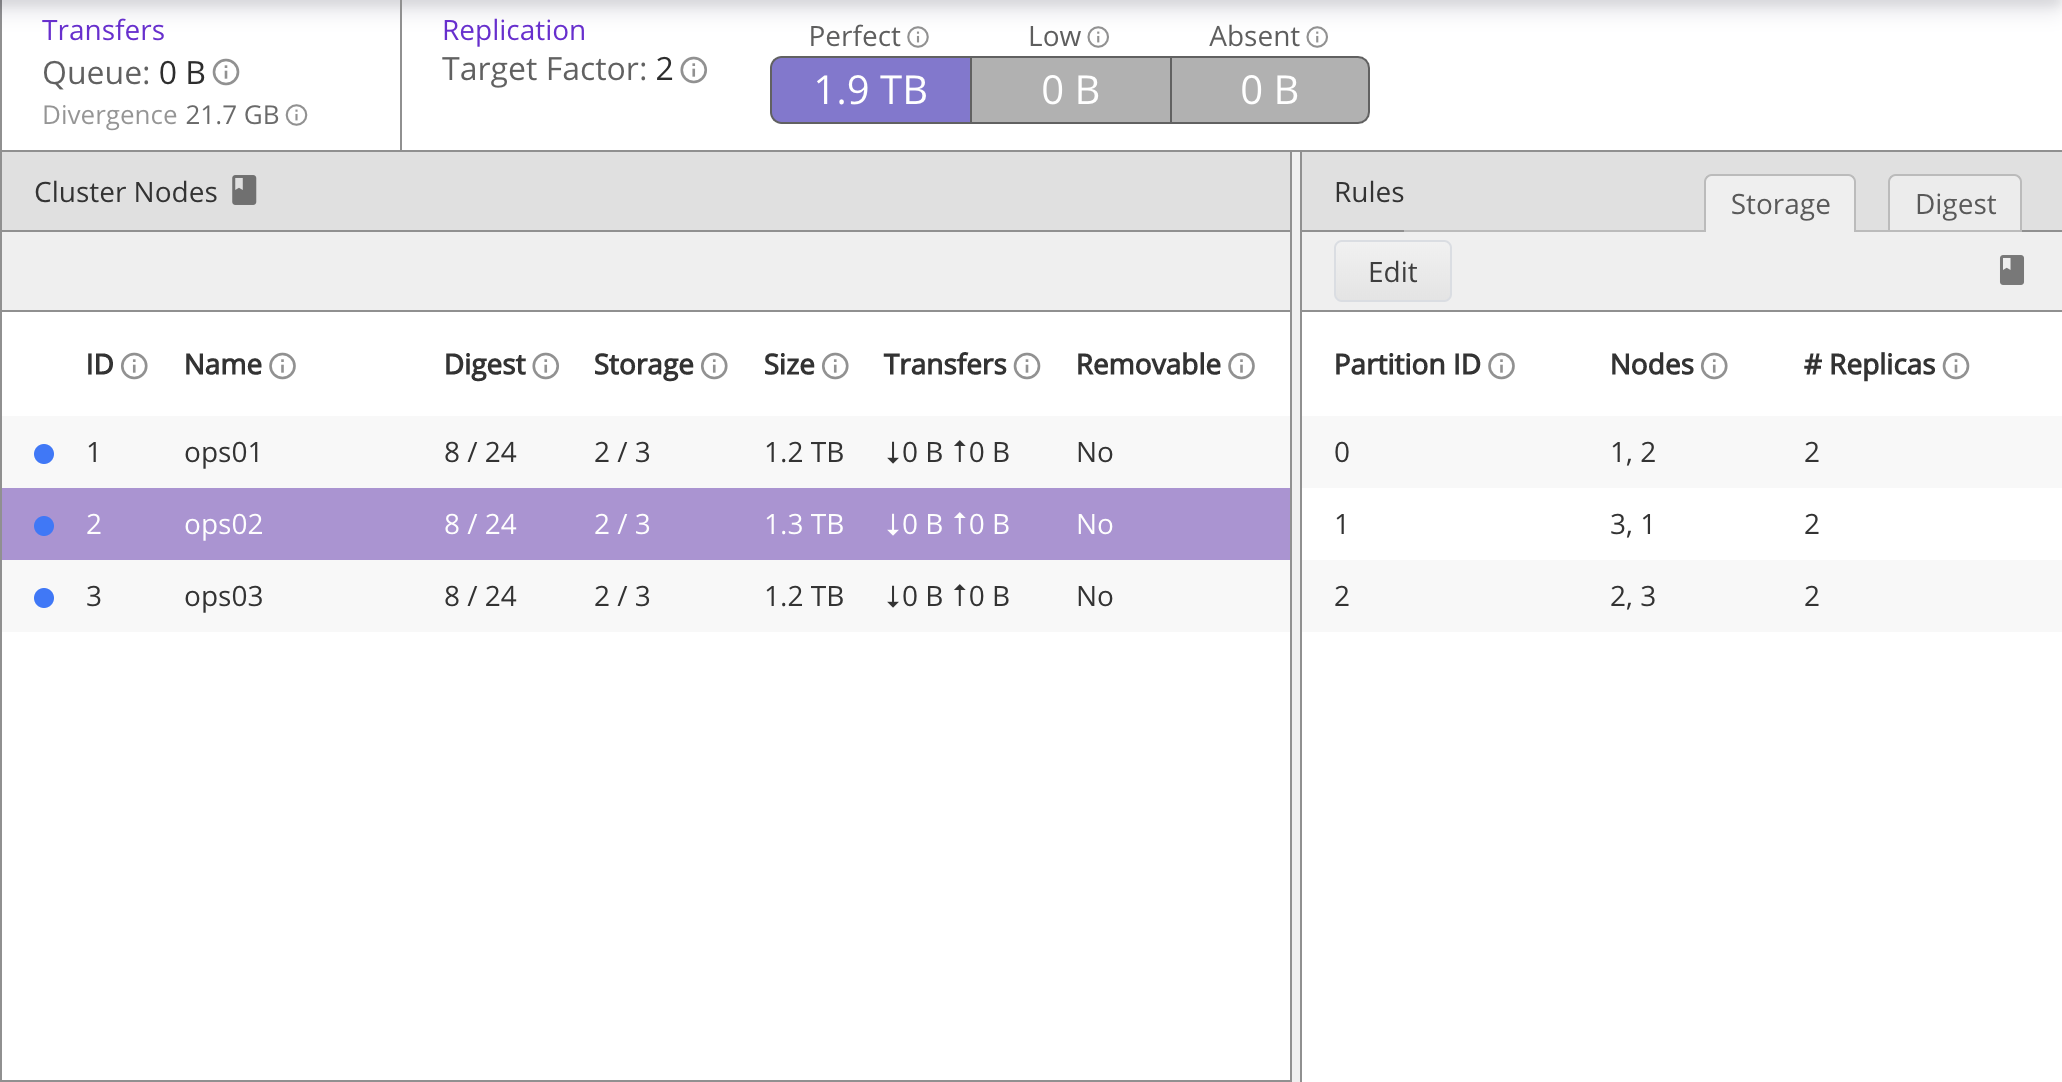 Transfers
Queue: 0 B
Divergence 21.7 GB
Replication
Target Factor: 2
Perfect Low Absent
1.9 TB 0 B 0 B
Cluster Nodes
ID Name Digest Storage Size Transfers Removable
1 ops01 8 / 24 2 / 3 1.2 TB ↓0 B ↑0 B No
2 ops02 8 / 24 2 / 3 1.3 TB ↓0 B ↑0 B No
3 ops03 8 / 24 2 / 3 1.2 TB ↓0 B ↑0 B No
Rules Storage Digest
Edit
Partition ID Nodes # Replicas
0 1, 2 2
1 3, 1 2
2 2, 3 2